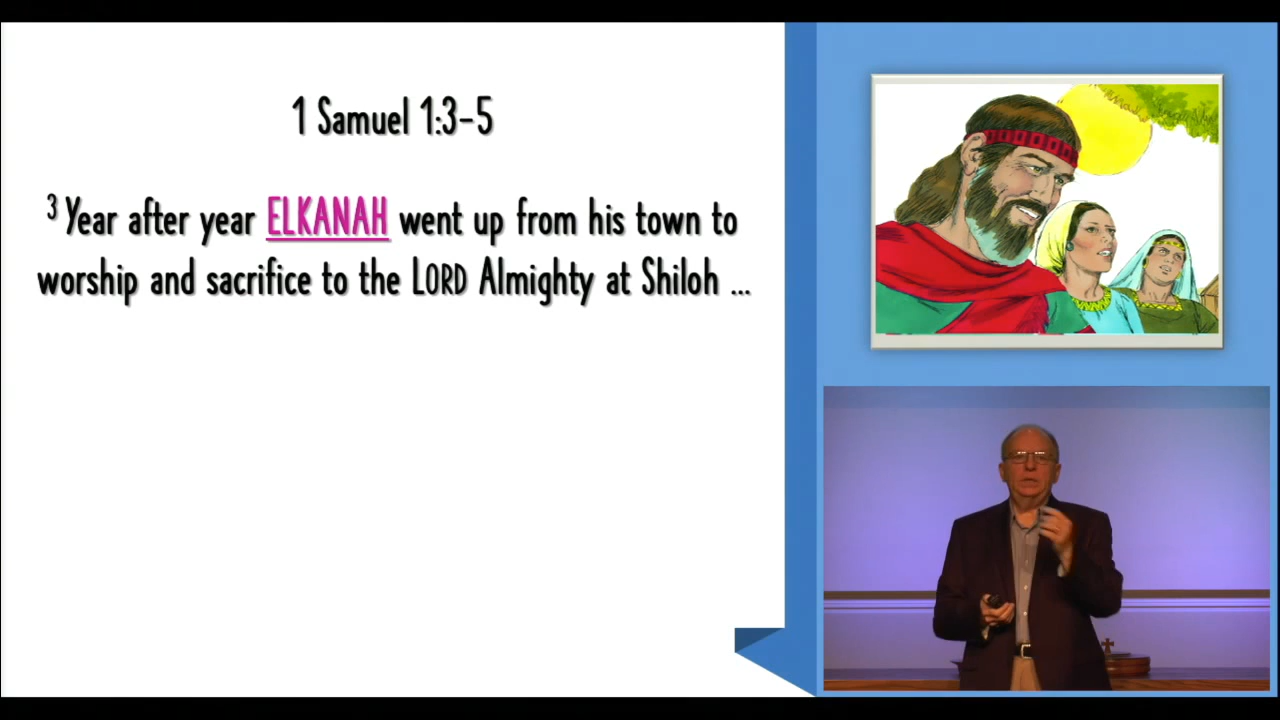 1 Samuel 1:3-5
3 Year after year ELKANAH went up from his town to
worship and sacrifice to the LORD Almighty at Shiloh ...